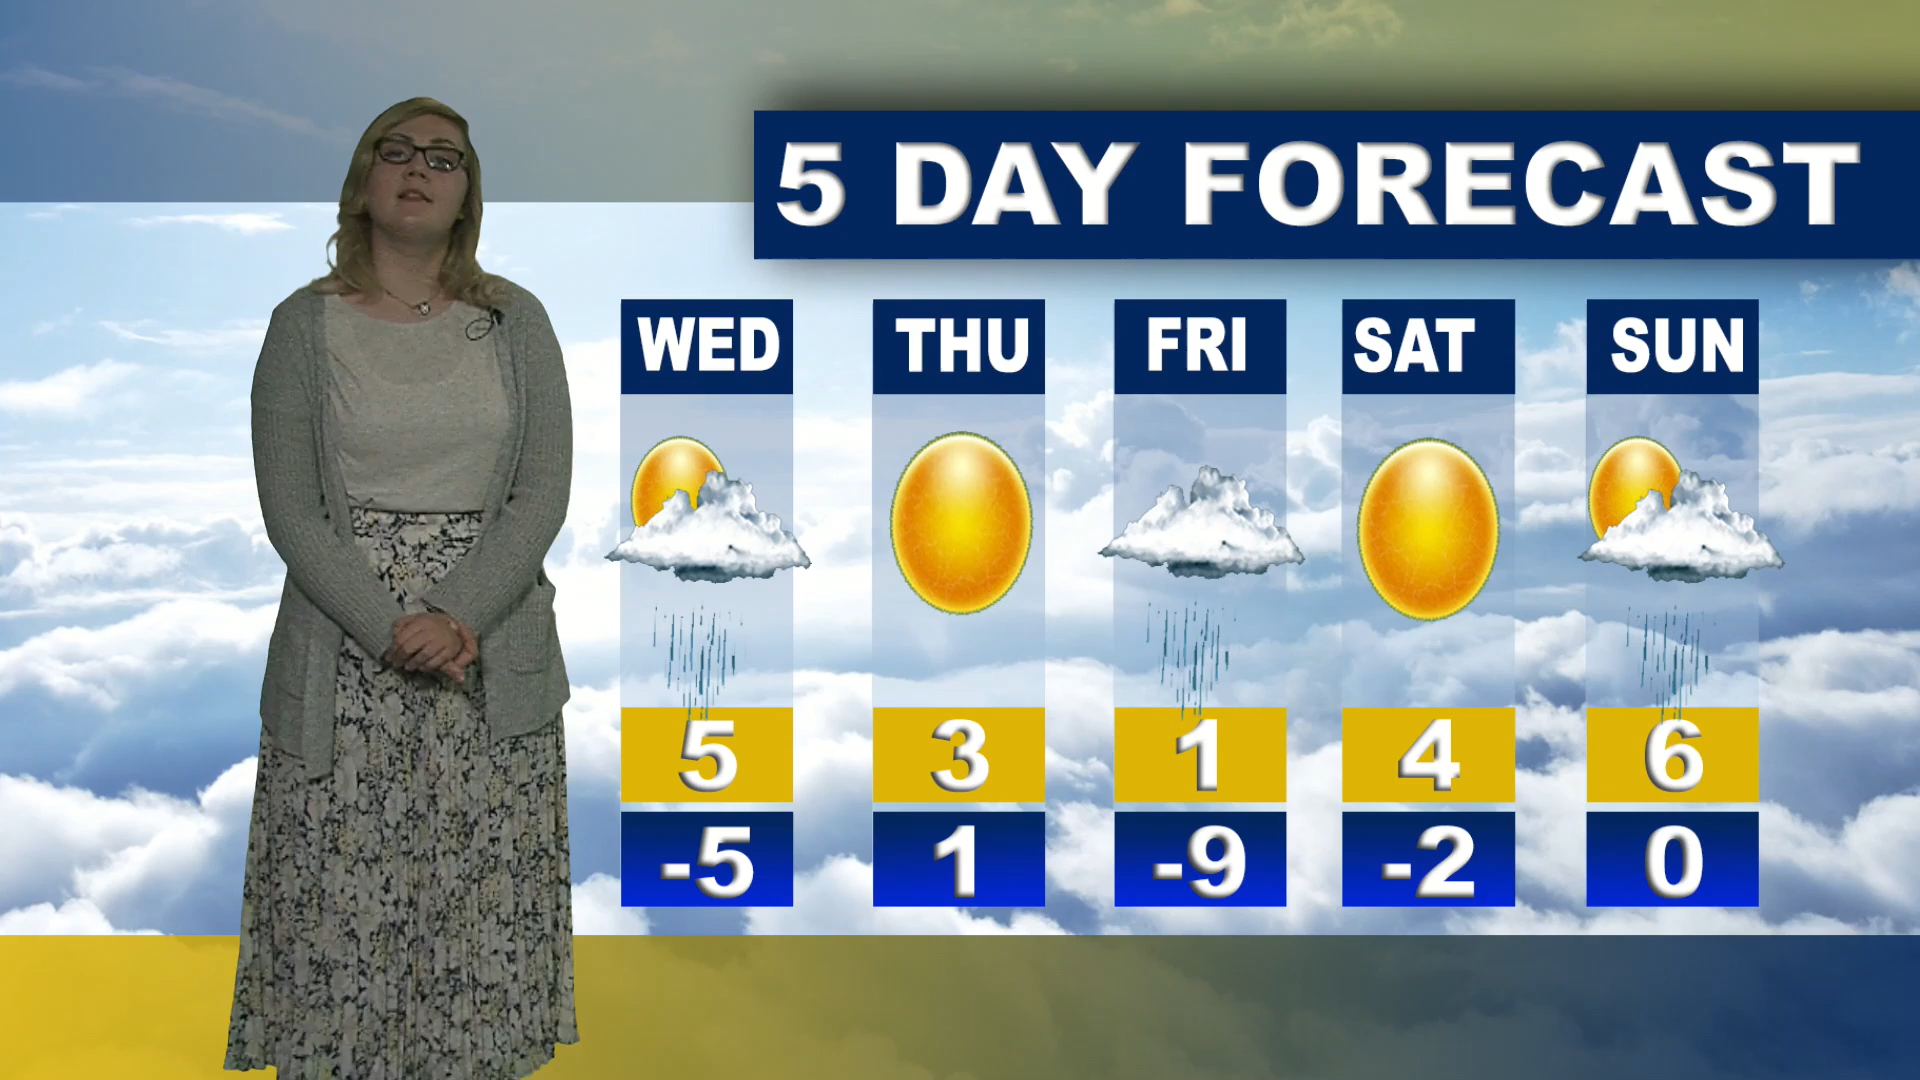 5 DAY FORECAST
WED THU FRI SAT SUN
5 3 1 4 6
-5 1 -9 -2 0